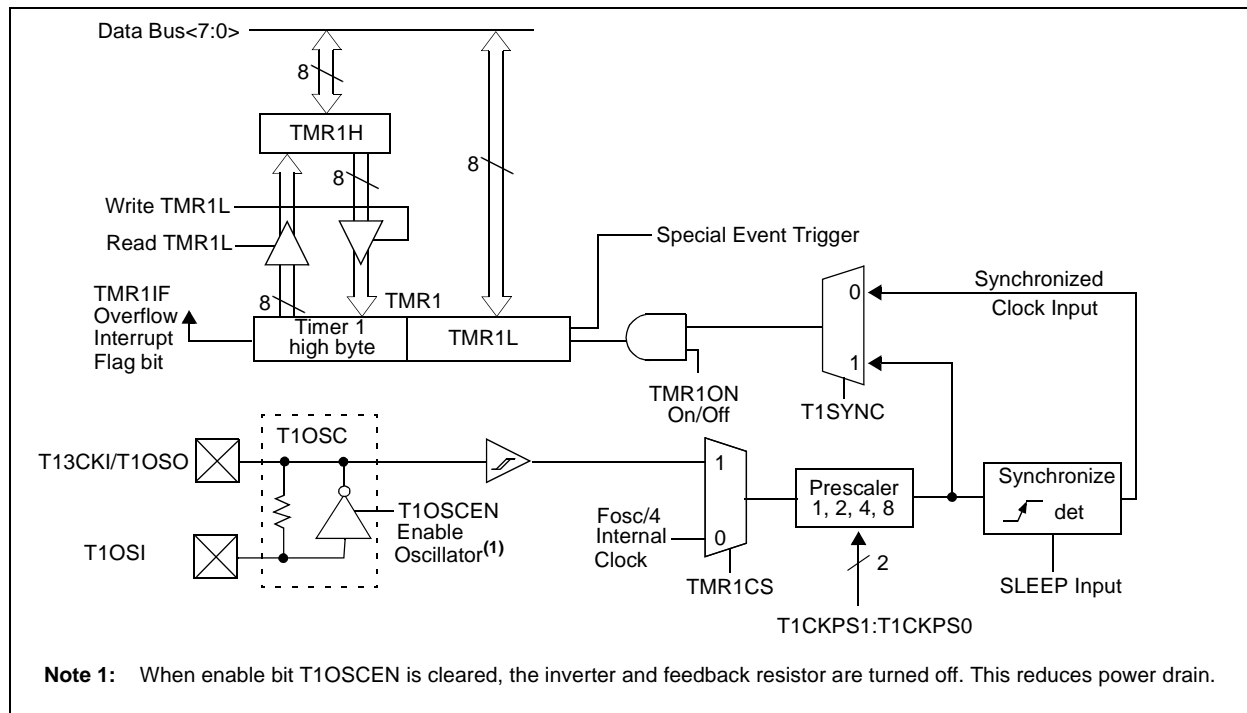 Data Bus<7:0>
8
TMR1H
8
8
Write TMR1L
Read TMR1L
Special Event Trigger
8
TMR1IF
Overflow
Interrupt
Flag bit
TMR1
Timer 1
high byte
TMR1L
0
1
Synchronized
Clock Input
TMR1ON
On/Off
T1SYNC
T1OSC
T13CKI/T1OSO
T1OSI
T1OSCEN
Enable
Oscillator(1)
1
0
Fosc/4
Internal
Clock
TMR1CS
Prescaler
1, 2, 4, 8
2
T1CKPS1:T1CKPS0
Synchronize
det
SLEEP Input
Note 1: When enable bit T1OSCEN is cleared, the inverter and feedback resistor are turned off. This reduces power drain.